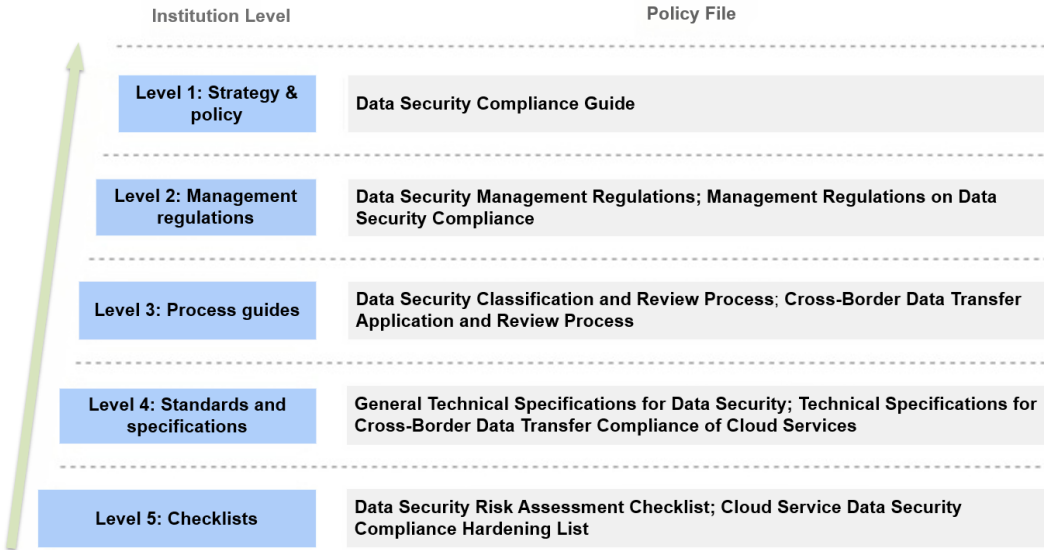 Institution Level
Policy File
Level 1: Strategy &
policy
Data Security Compliance Guide
Level 2: Management
regulations
Data Security Management Regulations; Management Regulations on Data
Security Compliance
Level 3: Process guides
Data Security Classification and Review Process; Cross-Border Data Transfer
Application and Review Process
Level 4: Standards and
specifications
General Technical Specifications for Data Security; Technical Specifications for
Cross-Border Data Transfer Compliance of Cloud Services
Level 5: Checklists
Data Security Risk Assessment Checklist; Cloud Service Data Security
Compliance Hardening List